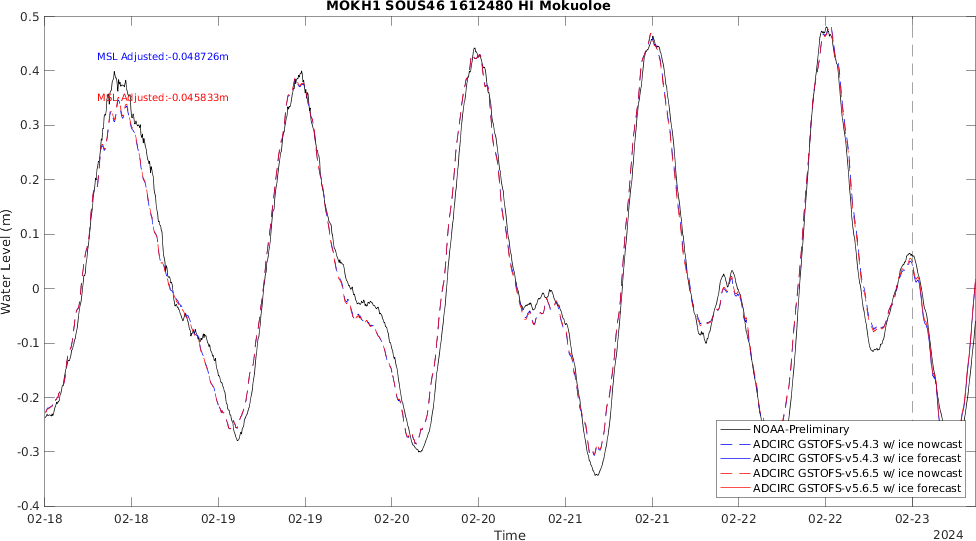 MOKH1 SOUS46 1612480 HI Mokuoloe
MSL Adjusted:-0.048726m
MSL Adjusted:-0.045833m
Water Level (m)
0.5
0.4
0.3
0.2
0.1
0
-0.1
-0.2
-0.3
-0.4
NOAA-Preliminary
ADCIRC GSTOFS-v5.4.3 w/ ice nowcast
ADCIRC GSTOFS-v5.4.3 w/ ice forecast
ADCIRC GSTOFS-v5.6.5 w/ ice nowcast
ADCIRC GSTOFS-v5.6.5 w/ ice forecast
02-18 02-18 02-19 02-19 02-20 02-20 02-21 02-21 02-22 02-22 02-23
Time
2024